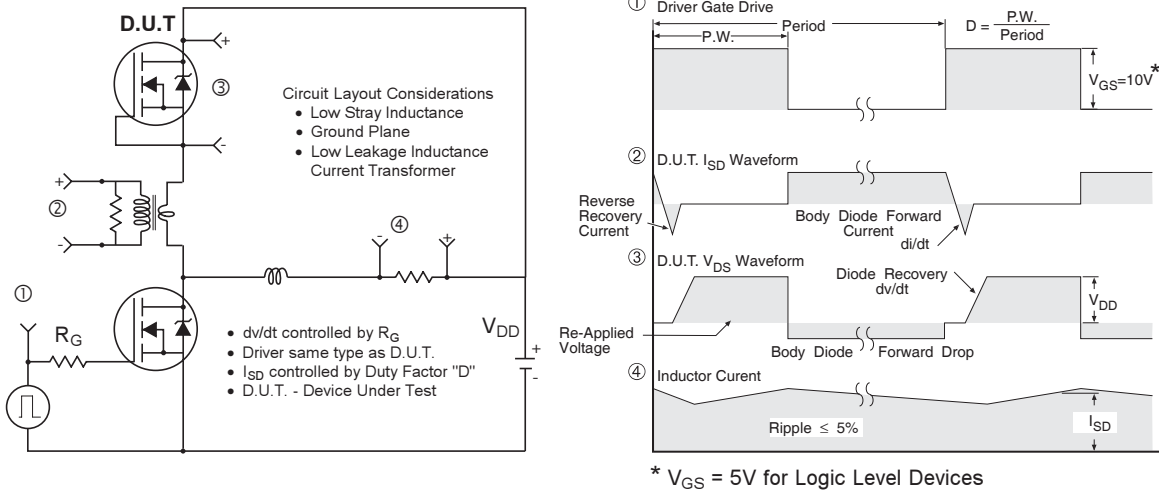 D.U.T
+
③
-
Circuit Layout Considerations
• Low Stray Inductance
• Ground Plane
• Low Leakage Inductance
Current Transformer
+
②
-
④
- +
①
RG
• dv/dt controlled by RG
• Driver same type as D.U.T.
• ISD controlled by Duty Factor "D"
• D.U.T. - Device Under Test
VDD
+
-
① Driver Gate Drive
P.W.
Period
D = P.W.
Period
VGS=10V*
② D.U.T. ISD Waveform
Reverse
Recovery
Current
Body Diode Forward
Current
di/dt
③ D.U.T. VDS Waveform
Diode Recovery
dv/dt
Re-Applied
Voltage
VDD
Body Diode Forward Drop
④ Inductor Curent
Ripple ≤ 5%
ISD
* VGS = 5V for Logic Level Devices